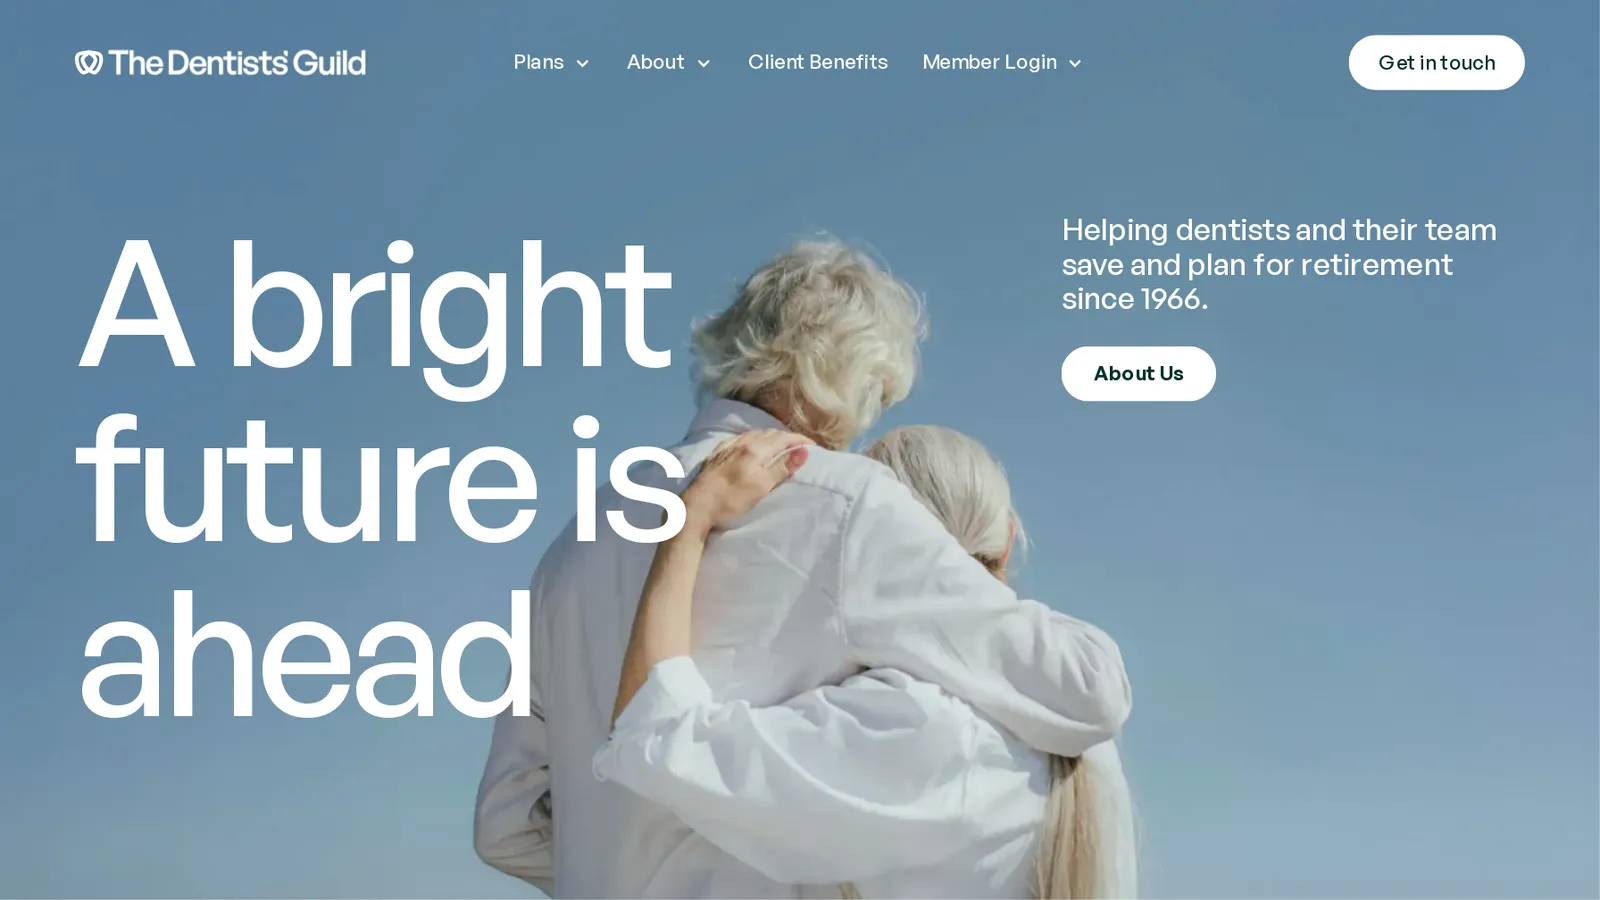 The Dentists' Guild
Plans
About
Client Benefits
Member Login
Get in touch
A bright
future is
ahead
Helping dentists and their team
save and plan for retirement
since 1966.
About Us